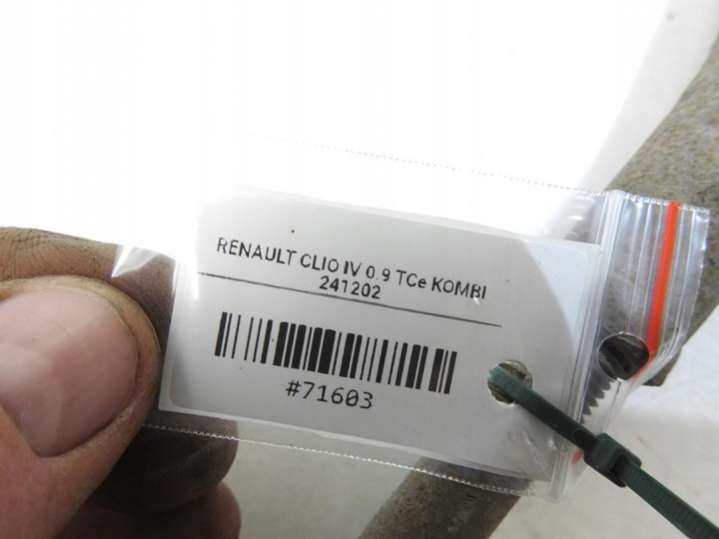 RENAULT CLIO IV 0.9 TCe KOMBI
241202
#71603